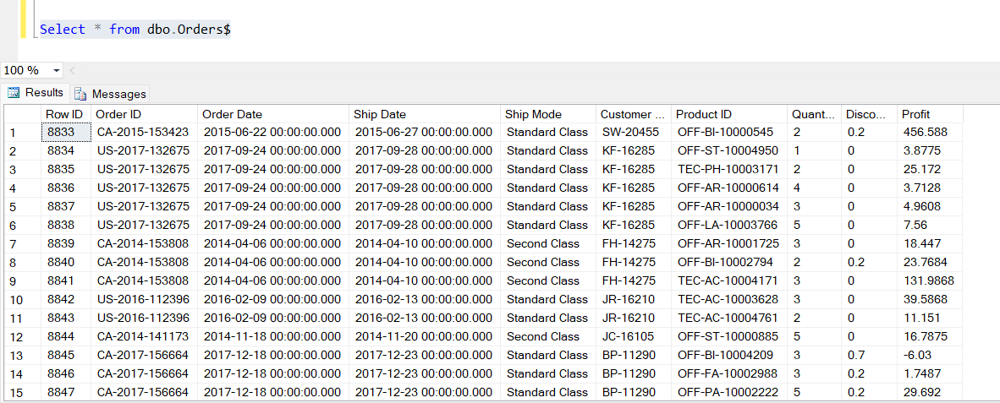 Select * from dbo.Orders$
100 %
Results Messages
Row ID Order ID Order Date Ship Date Ship Mode Customer ... Product ID Quant... Disco... Profit
1 8833 CA-2015-153423 2015-06-22 00:00:00.000 2015-06-27 00:00:00.000 Standard Class SW-20455 OFF-BI-10000545 2 0.2 456.588
2 8834 US-2017-132675 2017-09-24 00:00:00.000 2017-09-28 00:00:00.000 Standard Class KF-16285 OFF-ST-10004950 1 0 3.8775
3 8835 US-2017-132675 2017-09-24 00:00:00.000 2017-09-28 00:00:00.000 Standard Class KF-16285 TEC-PH-10003171 2 0 25.172
4 8836 US-2017-132675 2017-09-24 00:00:00.000 2017-09-28 00:00:00.000 Standard Class KF-16285 OFF-AR-10000614 4 0 3.7128
5 8837 US-2017-132675 2017-09-24 00:00:00.000 2017-09-28 00:00:00.000 Standard Class KF-16285 OFF-AR-10000034 3 0 4.9608
6 8838 US-2017-132675 2017-09-24 00:00:00.000 2017-09-28 00:00:00.000 Standard Class KF-16285 OFF-LA-10003766 5 0 7.56
7 8839 CA-2014-153808 2014-04-06 00:00:00.000 2014-04-10 00:00:00.000 Second Class FH-14275 OFF-AR-10001725 3 0 18.447
8 8840 CA-2014-153808 2014-04-06 00:00:00.000 2014-04-10 00:00:00.000 Second Class FH-14275 OFF-BI-10002794 2 0.2 23.7684
9 8841 CA-2014-153808 2014-04-06 00:00:00.000 2014-04-10 00:00:00.000 Second Class FH-14275 TEC-AC-10004171 3 0 131.9868
10 8842 US-2016-112396 2016-02-09 00:00:00.000 2016-02-13 00:00:00.000 Standard Class JR-16210 TEC-AC-10003628 3 0 39.5868
11 8843 US-2016-112396 2016-02-09 00:00:00.000 2016-02-13 00:00:00.000 Standard Class JR-16210 TEC-AC-10004761 2 0 11.151
12 8844 CA-2014-141173 2014-11-18 00:00:00.000 2014-11-20 00:00:00.000 Second Class JC-16105 OFF-ST-10000885 5 0 16.7875
13 8845 CA-2017-156664 2017-12-18 00:00:00.000 2017-12-23 00:00:00.000 Standard Class BP-11290 OFF-BI-10004209 3 0.7 -6.03
14 8846 CA-2017-156664 2017-12-18 00:00:00.000 2017-12-23 00:00:00.000 Standard Class BP-11290 OFF-FA-10002988 3 0.2 1.7487
15 8847 CA-2017-156664 2017-12-18 00:00:00.000 2017-12-23 00:00:00.000 Standard Class BP-11290 OFF-PA-10002222 5 0.2 29.692